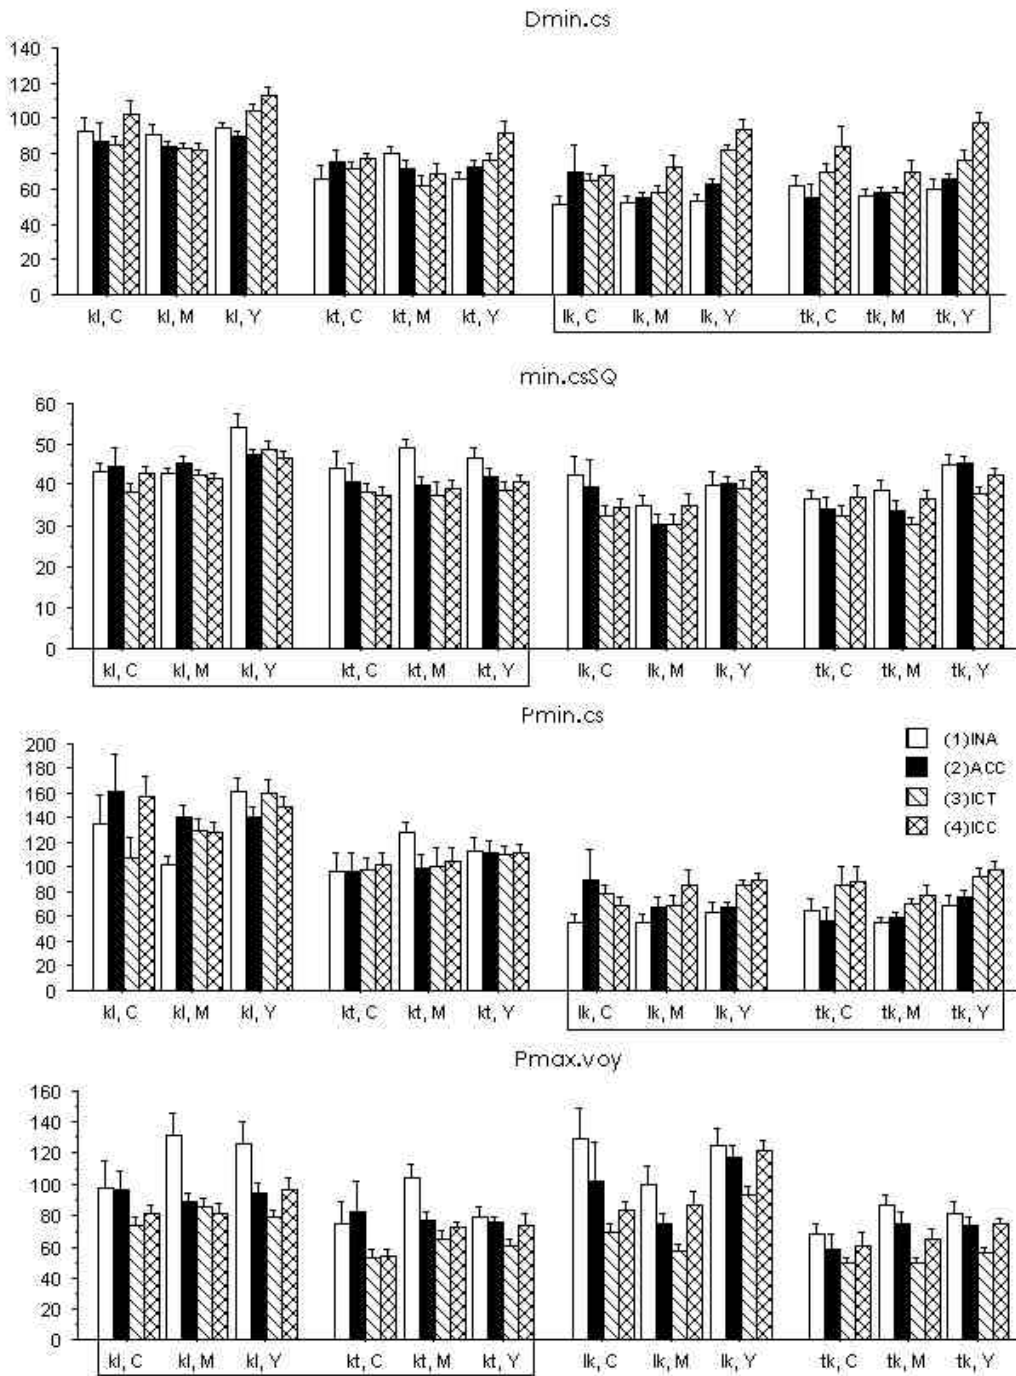 Dmin.cs
140
120
100
80
60
40
20
0
kl, C kl, M kl, Y kt, C kt, M kt, Y lk, C lk, M lk, Y tk, C tk, M tk, Y
min.csSQ
60
50
40
30
20
10
0
kl, C kl, M kl, Y kt, C kt, M kt, Y lk, C lk, M lk, Y tk, C tk, M tk, Y
Pmin.cs
200
180
160
140
120
100
80
60
40
20
0
(1)INA
(2)ACC
(3)ICT
(4)ICC
kl, C kl, M kl, Y kt, C kt, M kt, Y lk, C lk, M lk, Y tk, C tk, M tk, Y
Pmax.voy
160
140
120
100
80
60
40
20
0
kl, C kl, M kl, Y kt, C kt, M kt, Y lk, C lk, M lk, Y tk, C tk, M tk, Y